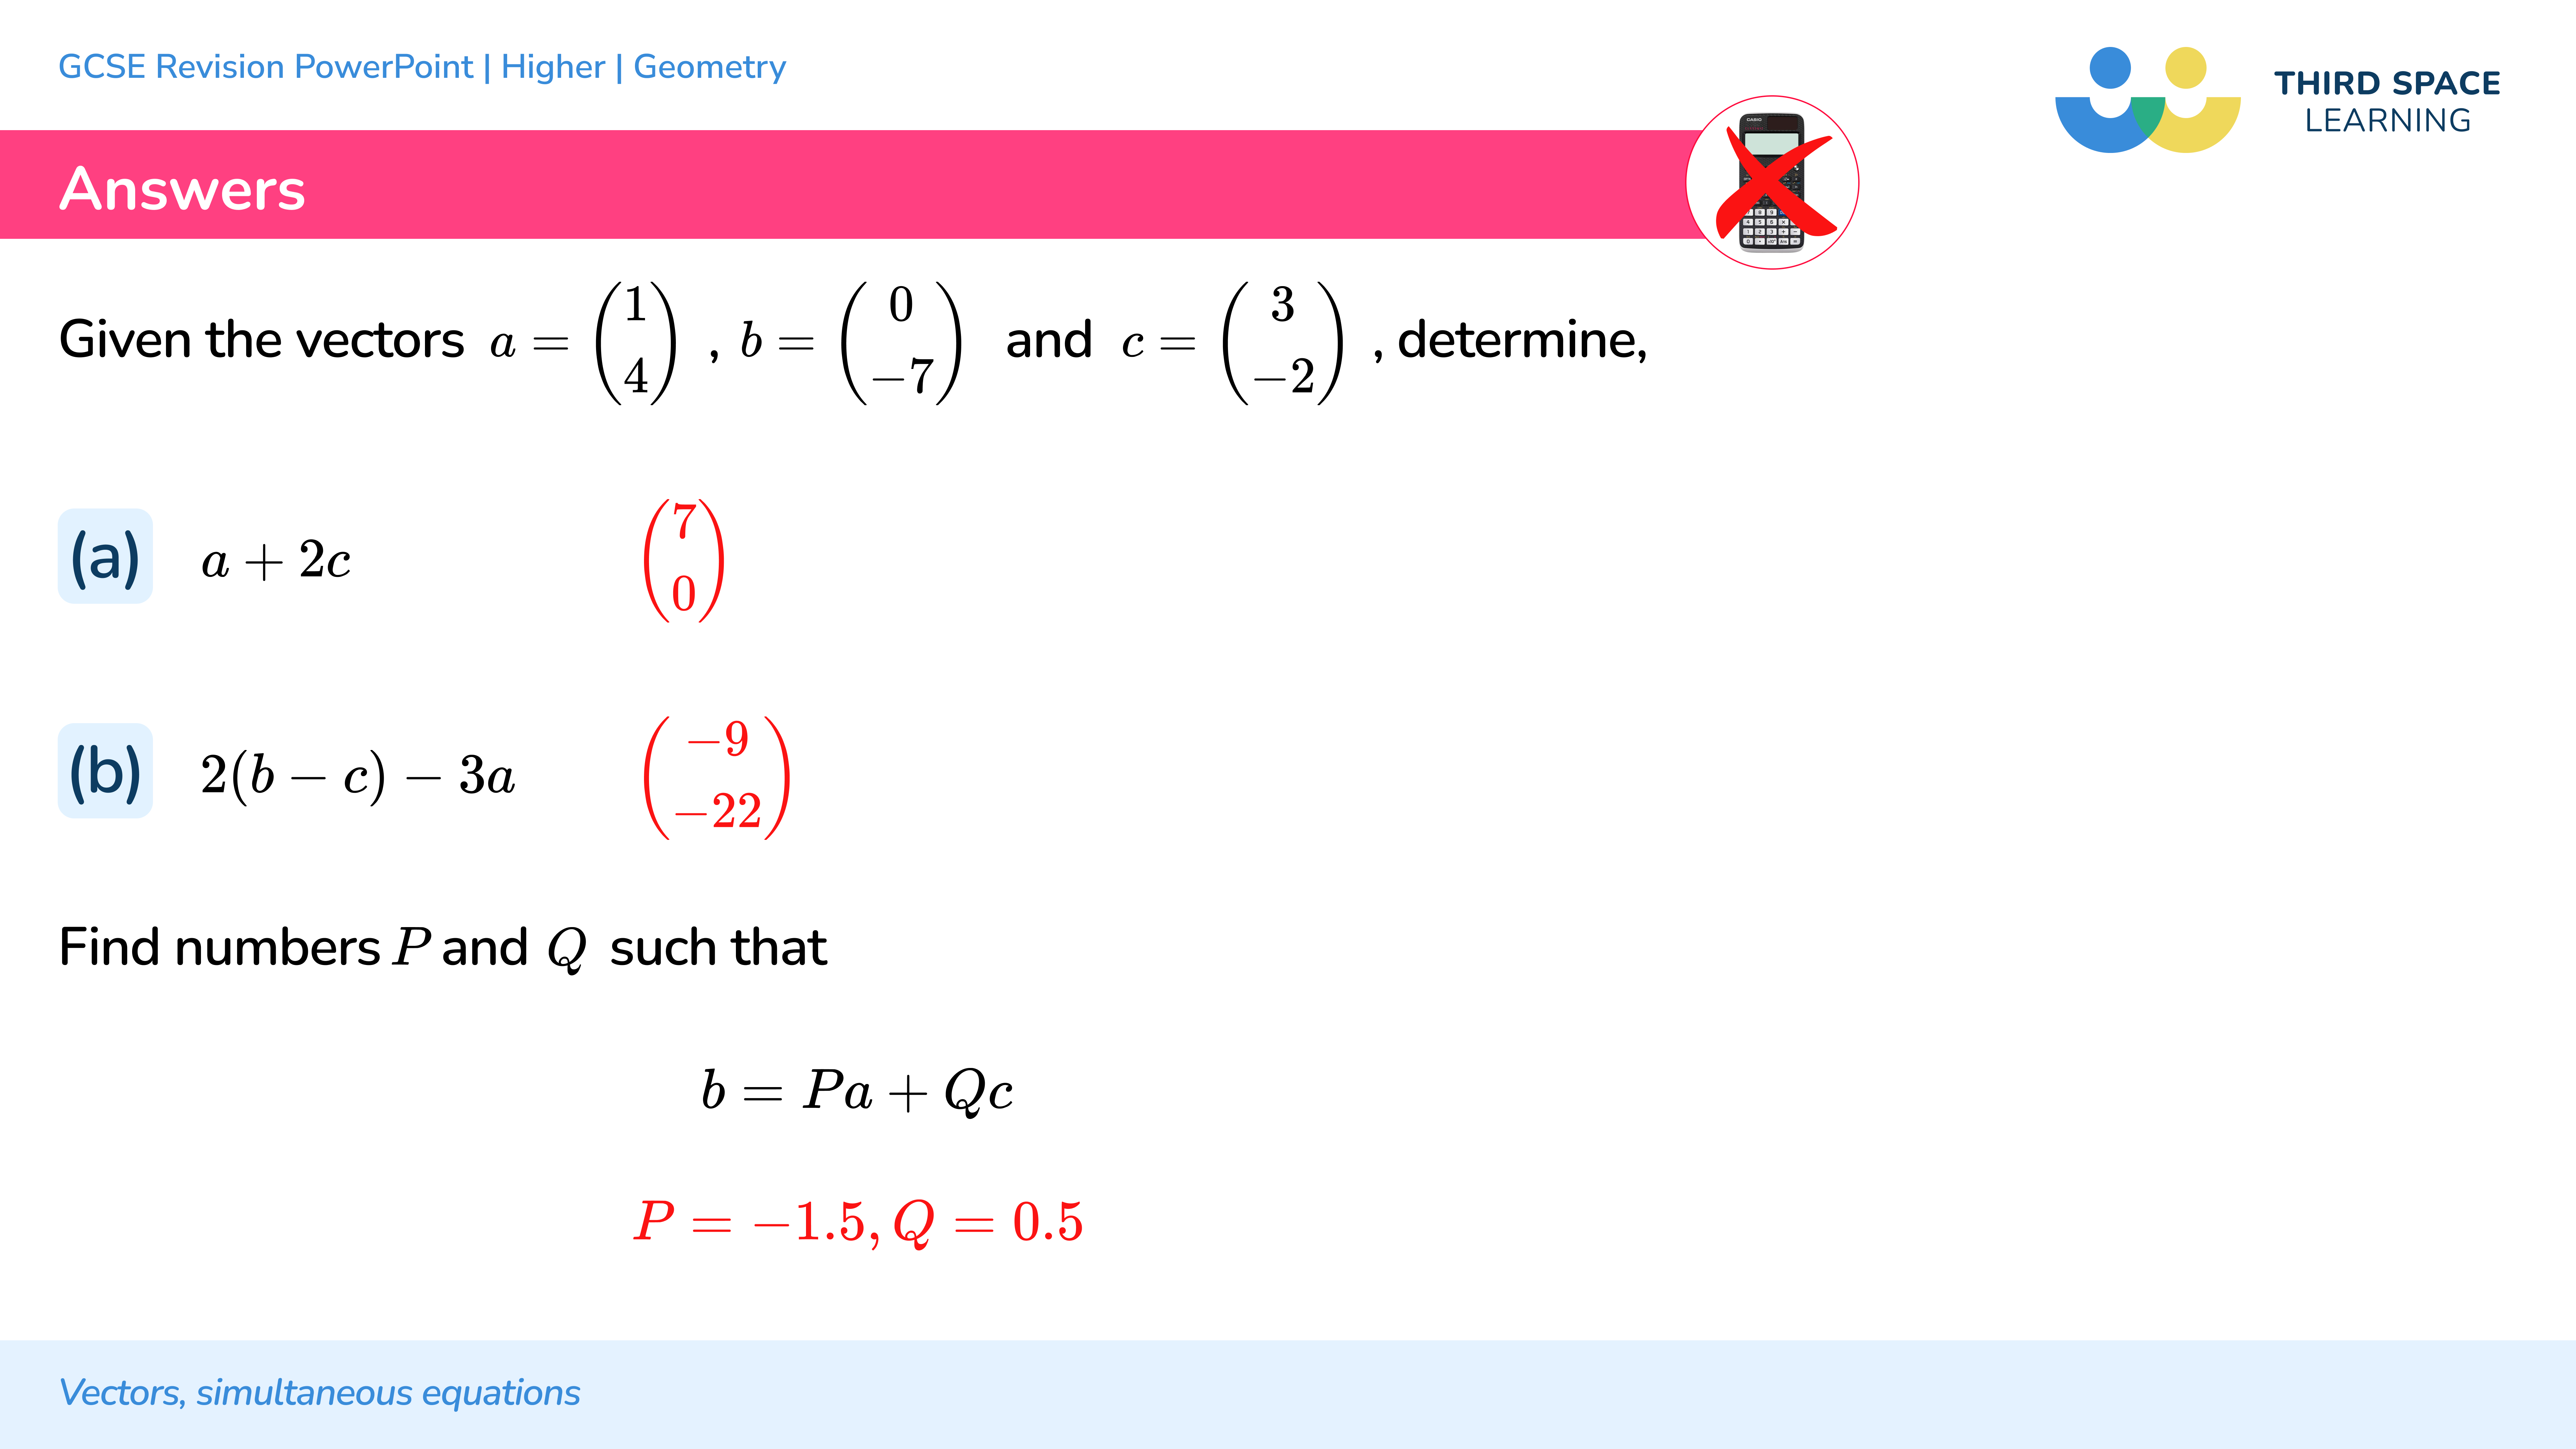 GCSE Revision PowerPoint | Higher | Geometry
THIRD SPACE
LEARNING
Answers
Given the vectors a = (1 4) , b = (0 −7) and c = (3 −2) , determine,
(a) a + 2c (7 0)
(b) 2(b − c) − 3a (−9 −22)
Find numbers P and Q such that
b = Pa + Qc
P = −1.5, Q = 0.5
Vectors, simultaneous equations